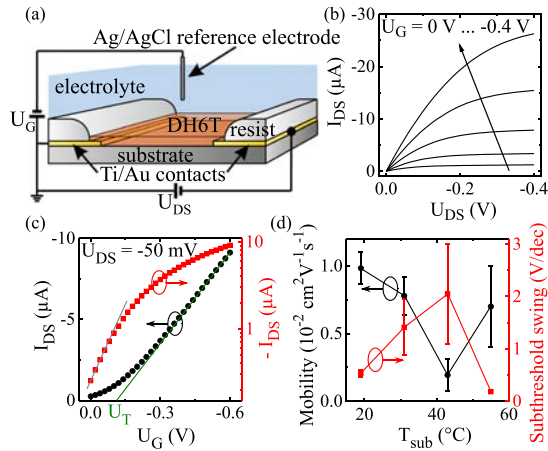 (a)
Ag/AgCl reference electrode
electrolyte
U_G
DH6T
resist
substrate
Ti/Au contacts
U_DS
(b)
U_G = 0 V ... -0.4 V
I_DS (μA)
-30
-20
-10
0
0.0
-0.2
-0.4
U_DS (V)
(c)
U_DS = -50 mV
I_DS (μA)
-10
-5
0
U_T
0.0
-0.3
-0.6
U_G (V)
10
1
- I_DS (μA)
(d)
Mobility (10⁻² cm²V⁻¹s⁻¹)
1.0
0.5
0.0
20
40
60
T_sub (°C)
3
2
1
0
Subthreshold swing (V/dec)